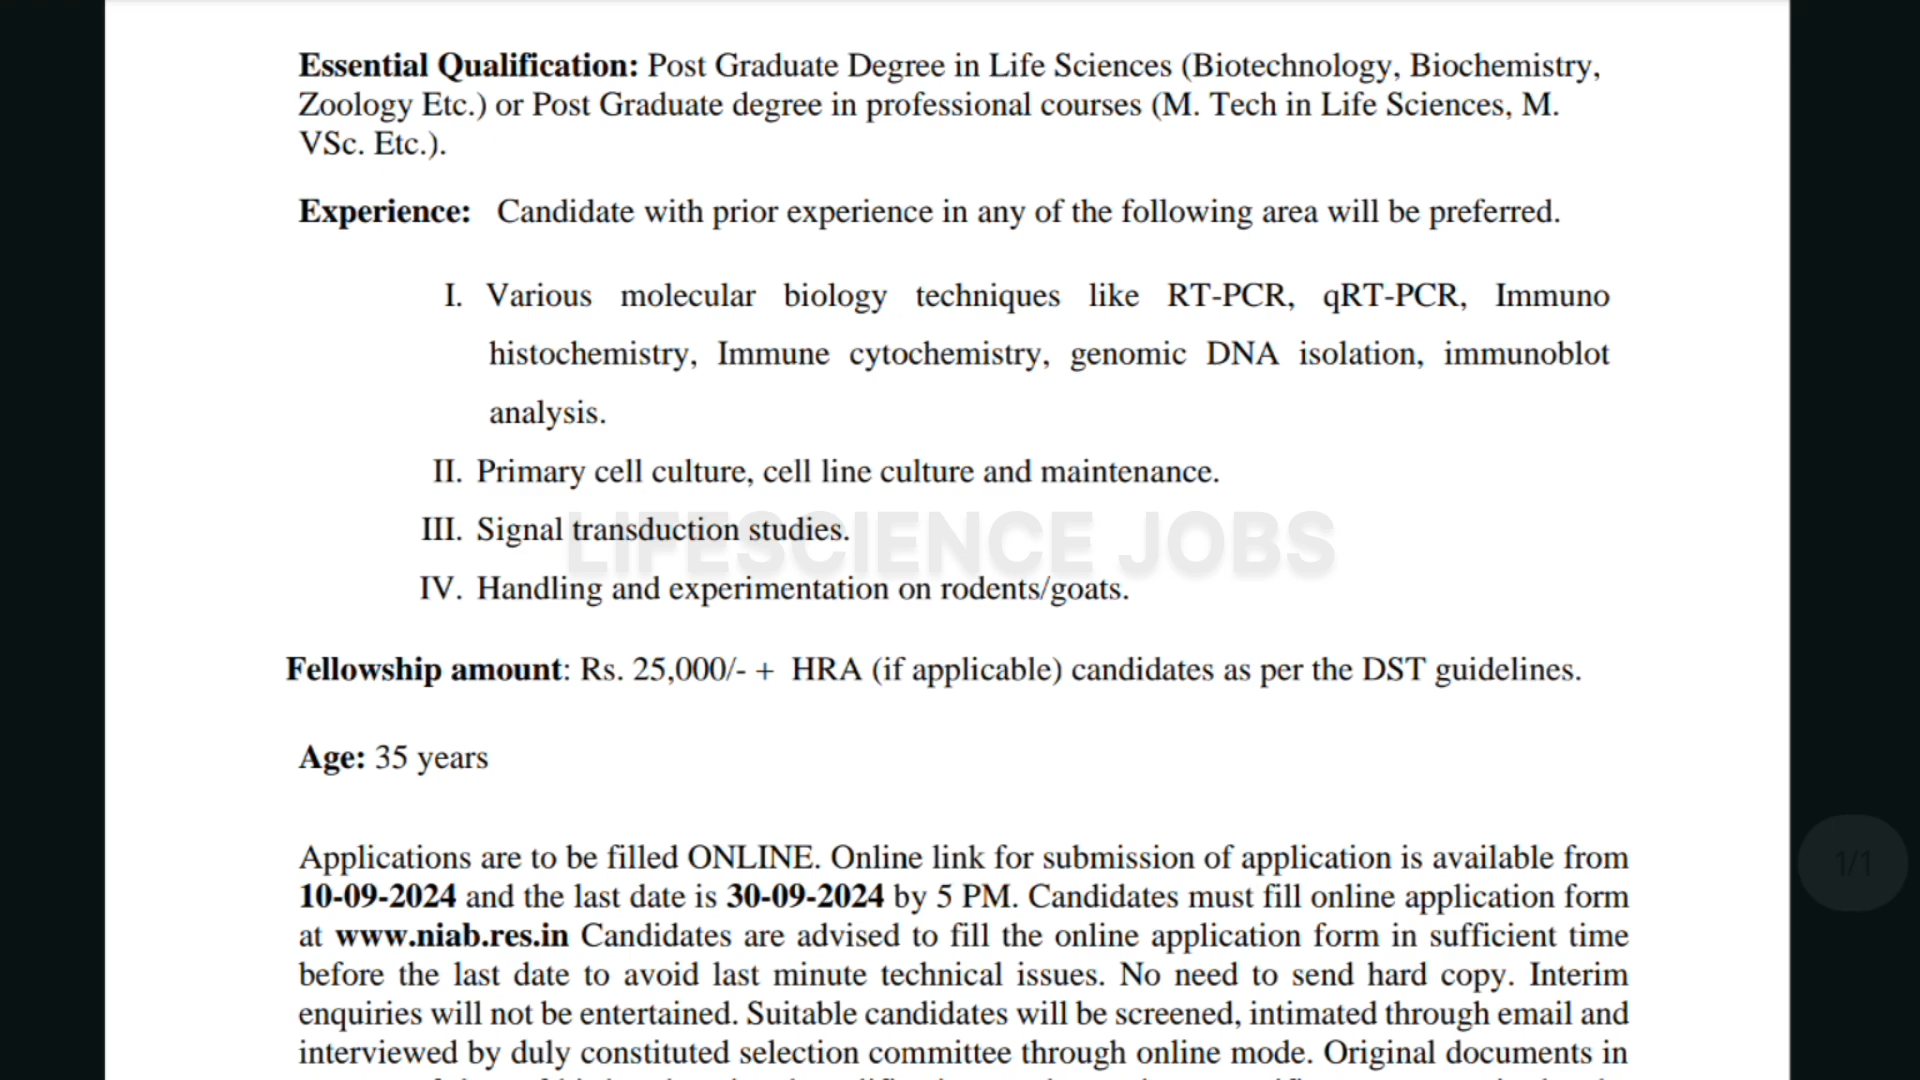 Essential Qualification: Post Graduate Degree in Life Sciences (Biotechnology, Biochemistry,
Zoology Etc.) or Post Graduate degree in professional courses (M. Tech in Life Sciences, M.
VSc. Etc.).
Experience: Candidate with prior experience in any of the following area will be preferred.
I. Various molecular biology techniques like RT-PCR, qRT-PCR, Immuno
histochemistry, Immune cytochemistry, genomic DNA isolation, immunoblot
analysis.
II. Primary cell culture, cell line culture and maintenance.
III. Signal transduction studies.
LIFESCIENCE JOBS
IV. Handling and experimentation on rodents/goats.
Fellowship amount: Rs. 25,000/- + HRA (if applicable) candidates as per the DST guidelines.
Age: 35 years
Applications are to be filled ONLINE. Online link for submission of application is available from
1/1
10-09-2024 and the last date is 30-09-2024 by 5 PM. Candidates must fill online application form
at www.niab.res.in Candidates are advised to fill the online application form in sufficient time
before the last date to avoid last minute technical issues. No need to send hard copy. Interim
enquiries will not be entertained. Suitable candidates will be screened, intimated through email and
interviewed by duly constituted selection committee through online mode. Original documents in